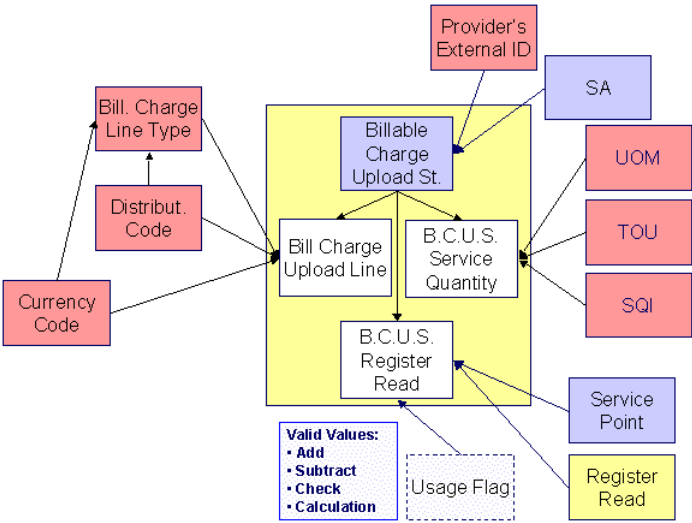 Provider's
External ID
SA
Bill. Charge
Line Type
Billable
Charge
Upload St.
UOM
Distribut.
Code
TOU
Bill Charge
Upload Line
B.C.U.S.
Service
Quantity
Currency
Code
SQI
B.C.U.S.
Register
Read
Service
Point
Valid Values:
• Add
• Subtract
• Check
• Calculation
Usage Flag
Register
Read